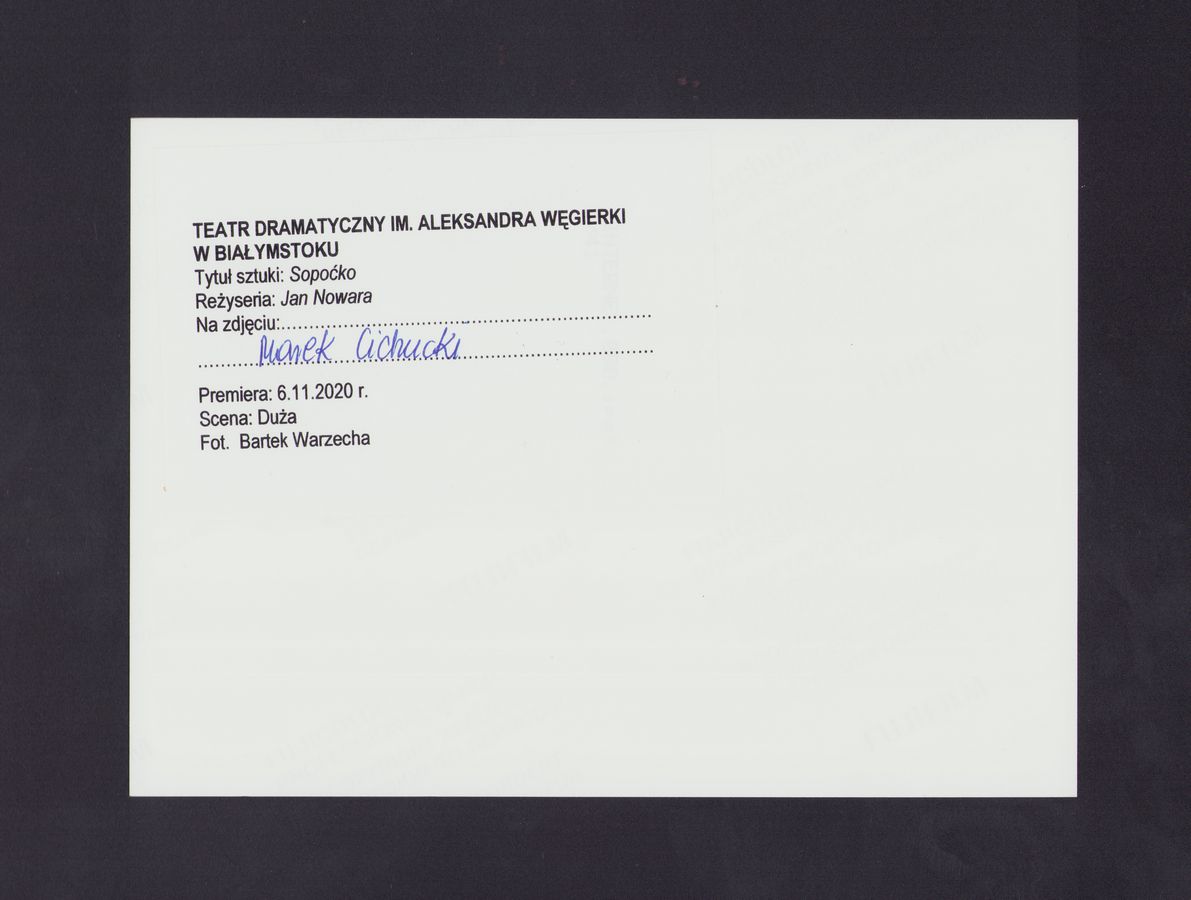 TEATR DRAMATYCZNY IM. ALEKSANDRA WĘGIERKI
W BIAŁYMSTOKU
Tytuł sztuki: Sopoćko
Reżyseria: Jan Nowara
Na zdjęciu:......................................................................
Marek Cichucki
Premiera: 6.11.2020 r.
Scena: Duża
Fot. Bartek Warzecha